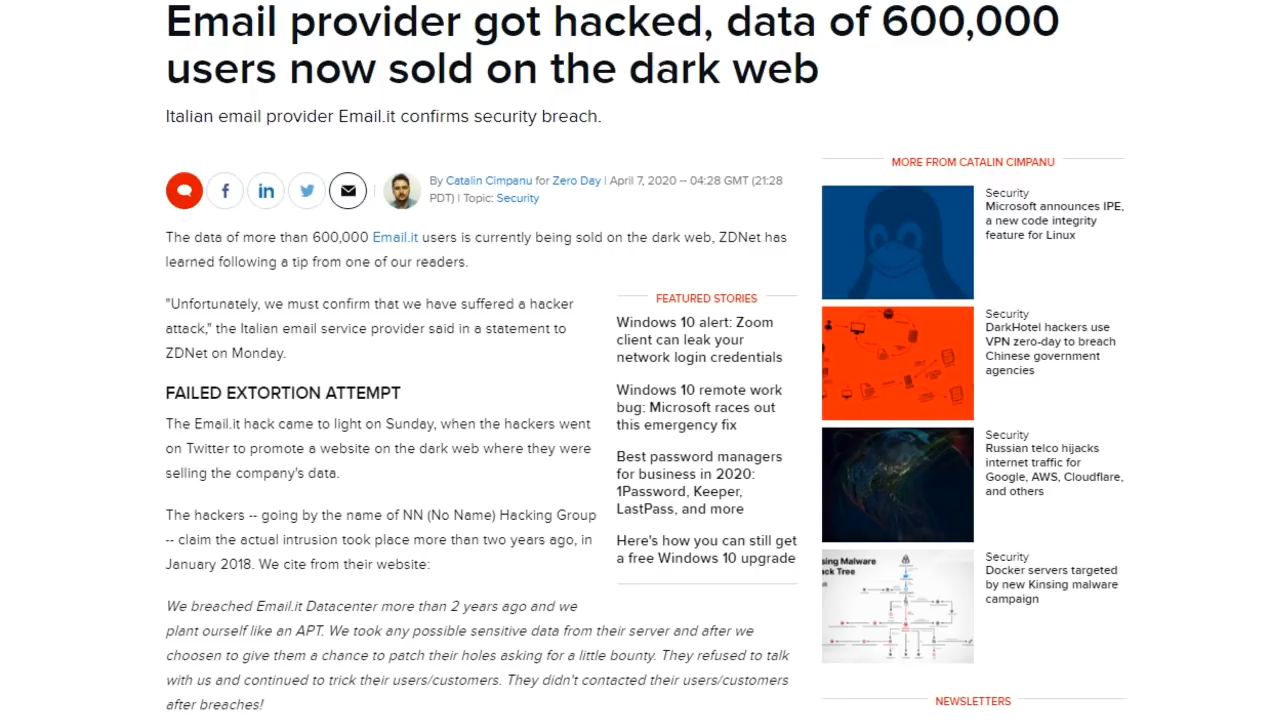 Email provider got hacked, data of 600,000
users now sold on the dark web
Italian email provider Email.it confirms security breach.
By Catalin Cimpanu for Zero Day | April 7, 2020 -- 04:28 GMT (21:28
PDT) | Topic: Security
The data of more than 600,000 Email.it users is currently being sold on the dark web, ZDNet has
learned following a tip from one of our readers.
"Unfortunately, we must confirm that we have suffered a hacker
attack," the Italian email service provider said in a statement to
ZDNet on Monday.
FAILED EXTORTION ATTEMPT
The Email.it hack came to light on Sunday, when the hackers went
on Twitter to promote a website on the dark web where they were
selling the company's data.
The hackers -- going by the name of NN (No Name) Hacking Group
-- claim the actual intrusion took place more than two years ago, in
January 2018. We cite from their website:
We breached Email.it Datacenter more than 2 years ago and we
plant ourself like an APT. We took any possible sensitive data from their server and after we
choosen to give them a chance to patch their holes asking for a little bounty. They refused to talk
with us and continued to trick their users/customers. They didn't contacted their users/customers
after breaches!
FEATURED STORIES
Windows 10 alert: Zoom
client can leak your
network login credentials
Windows 10 remote work
bug: Microsoft races out
this emergency fix
Best password managers
for business in 2020:
1Password, Keeper,
LastPass, and more
Here's how you can still get
a free Windows 10 upgrade
MORE FROM CATALIN CIMPANU
Security
Microsoft announces IPE,
a new code integrity
feature for Linux
Security
DarkHotel hackers use
VPN zero-day to breach
Chinese government
agencies
Security
Russian telco hijacks
internet traffic for
Google, AWS, Cloudflare,
and others
sing Malware
ck Tree
Security
Docker servers targeted
by new Kinsing malware
campaign
NEWSLETTERS